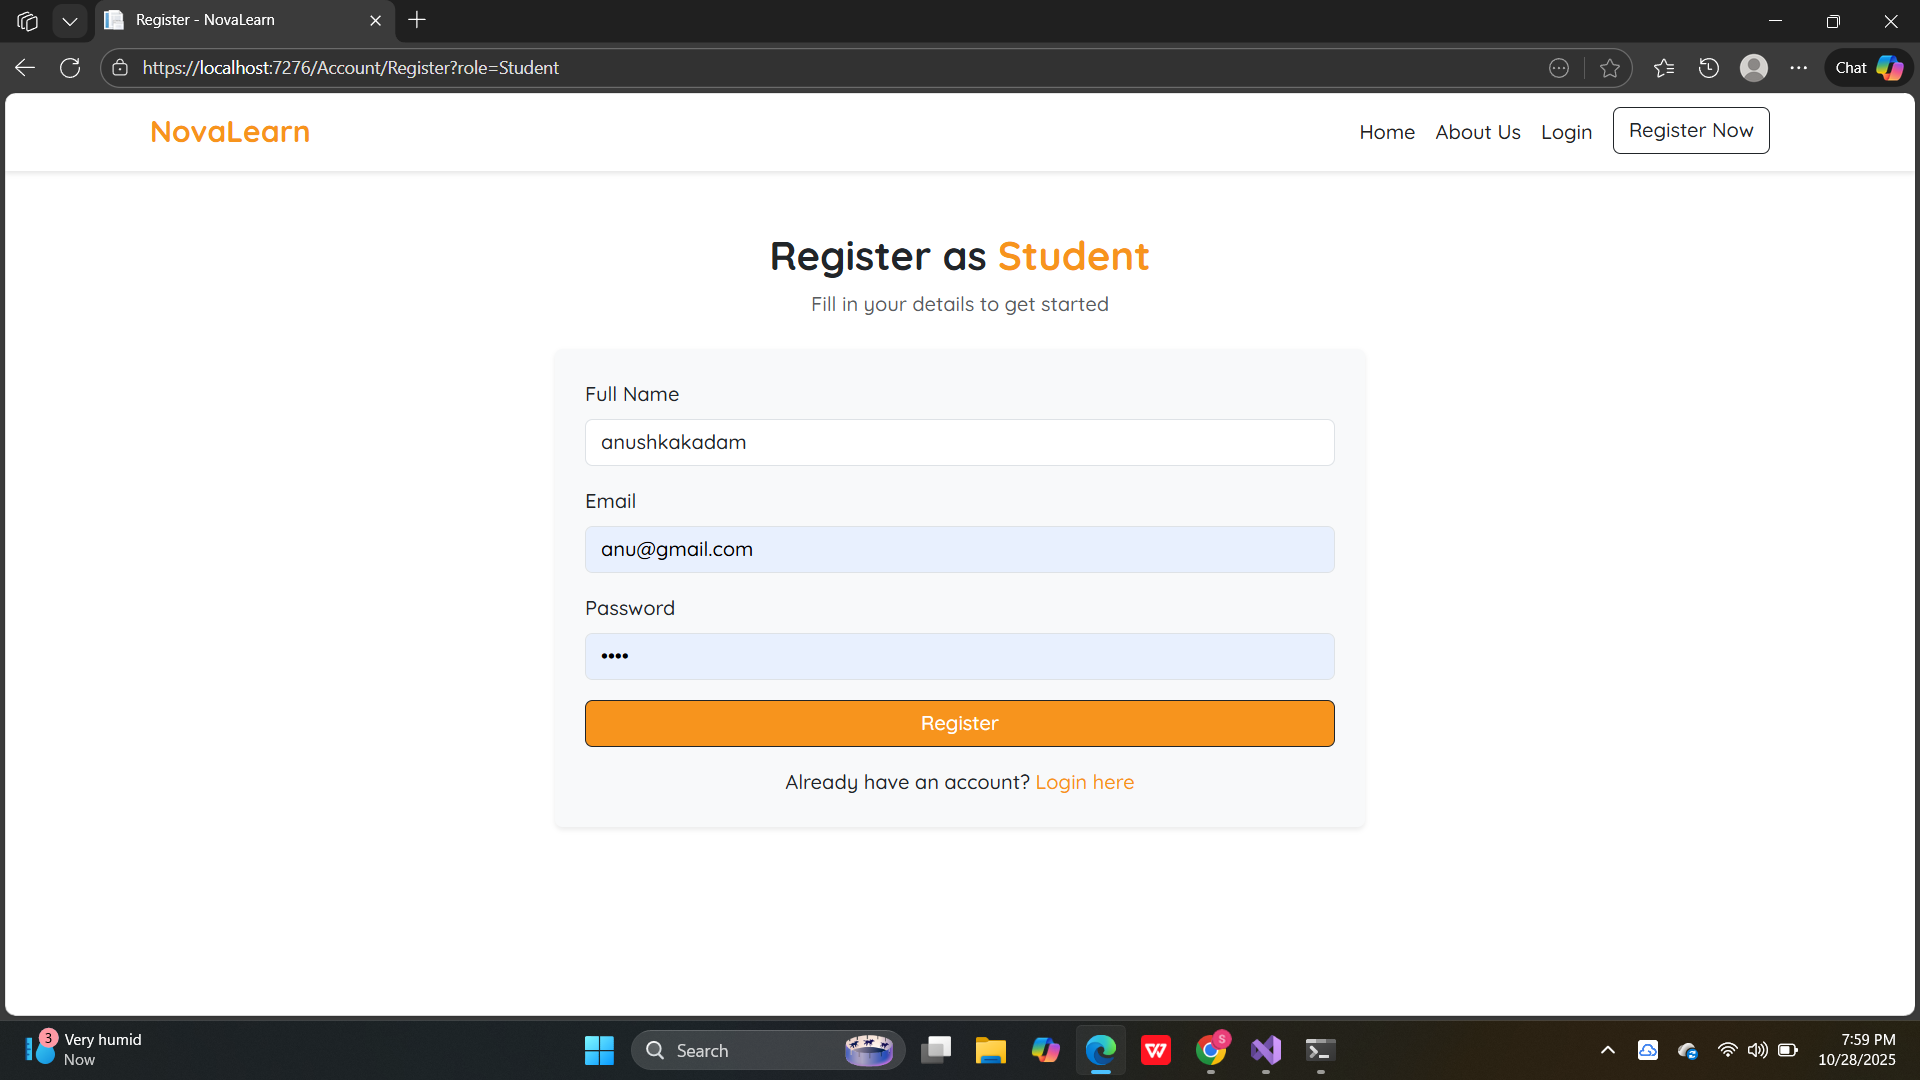 Register - NovaLearn
https://localhost:7276/Account/Register?role=Student
Chat
NovaLearn
Home
About Us
Login
Register Now
Register as Student
Fill in your details to get started
Full Name
anushkakadam
Email
anu@gmail.com
Password
••••
Register
Already have an account? Login here
3
Very humid
Now
Search
W
S
7:59 PM
10/28/2025